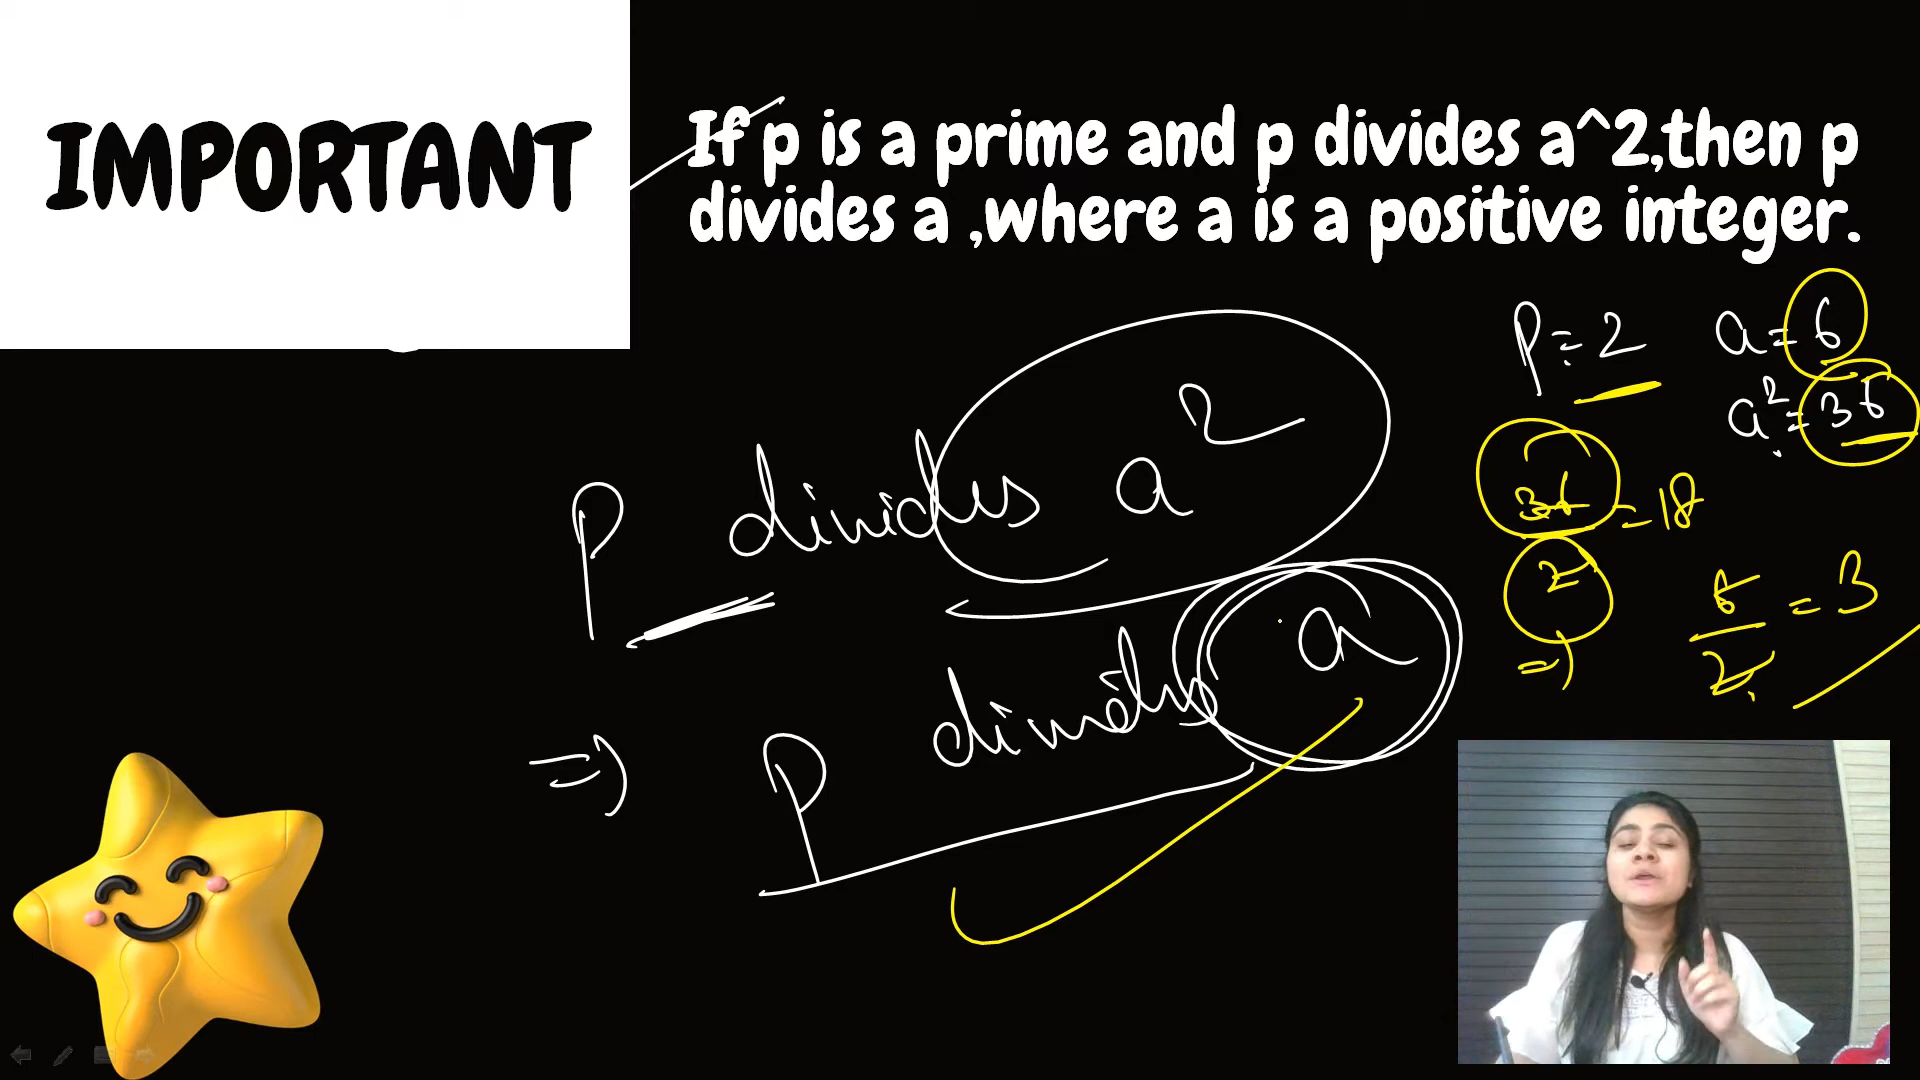 IMPORTANT
If p is a prime and p divides a^2,then p
divides a ,where a is a positive integer.
P = 2 a = 6
a² = 36
P divides a²
36/2 = 18
=> 6/2 = 3
=> P divides a